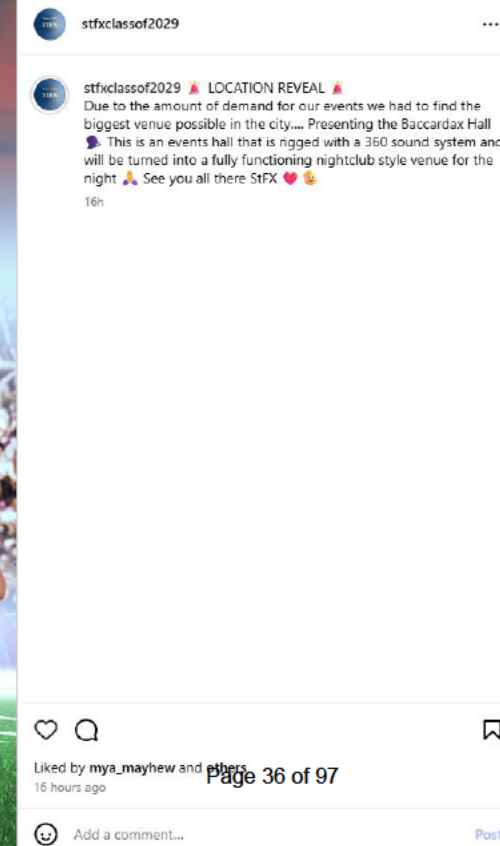 stfxclassof2029
stfxclassof2029 🚨 LOCATION REVEAL 🚨
Due to the amount of demand for our events we had to find the
biggest venue possible in the city.... Presenting the Baccardax Hall
🗣 This is an events hall that is rigged with a 360 sound system and
will be turned into a fully functioning nightclub style venue for the
night 🙏 See you all there StFX ❤️
16h
Liked by mya_mayhew and others
Page 36 of 97
16 hours ago
Add a comment...
Post